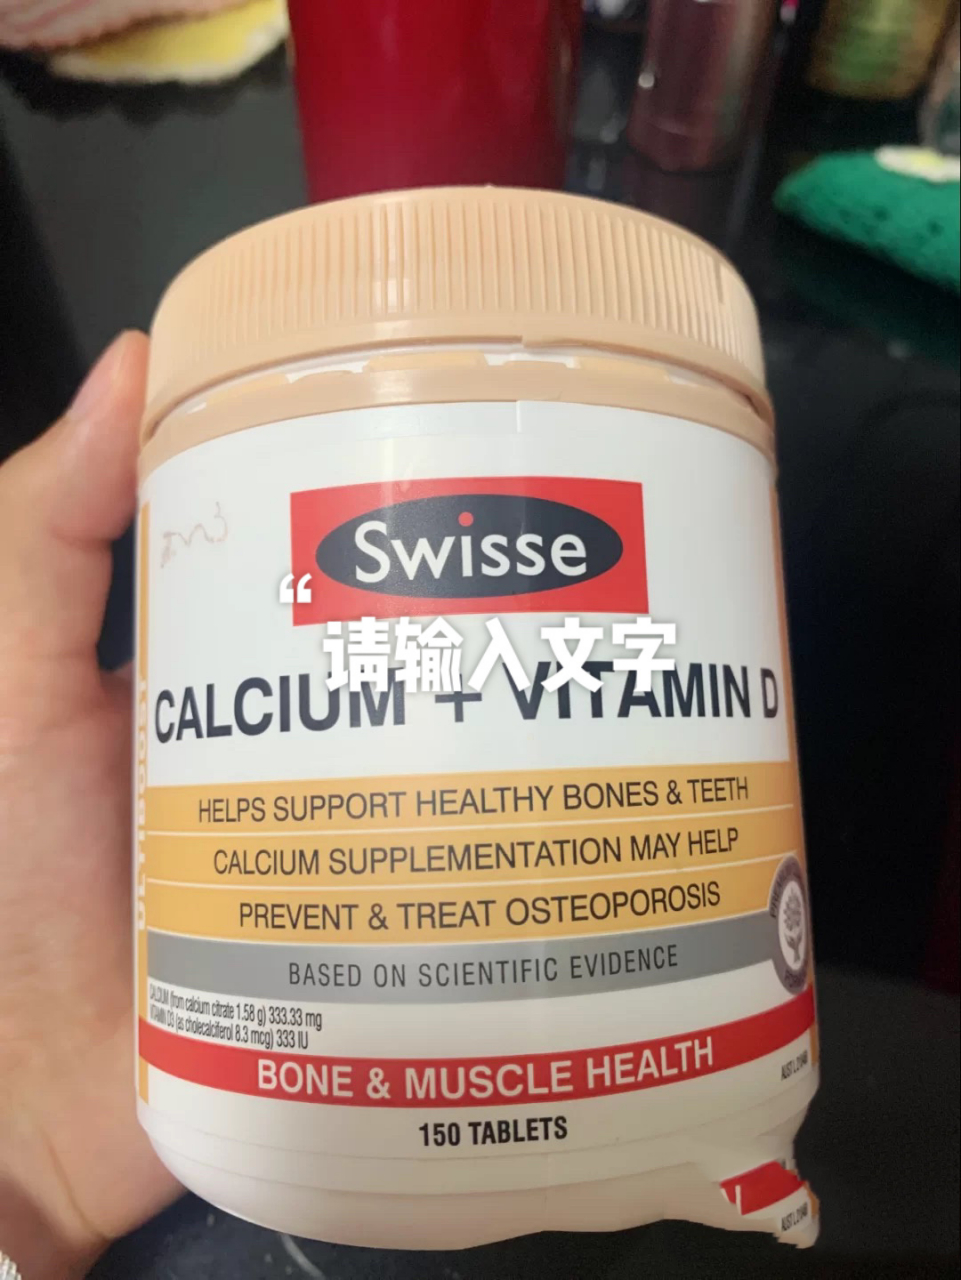 Swisse
“
请输入文字
CALCIUM + VITAMIN D
HELPS SUPPORT HEALTHY BONES & TEETH
CALCIUM SUPPLEMENTATION MAY HELP
PREVENT & TREAT OSTEOPOROSIS
BASED ON SCIENTIFIC EVIDENCE
CALCIUM (from calcium citrate 1.58 g) 333.33 mg
VITAMIN D3 (as cholecalciferol 8.3 mcg) 333 IU
BONE & MUSCLE HEALTH
150 TABLETS